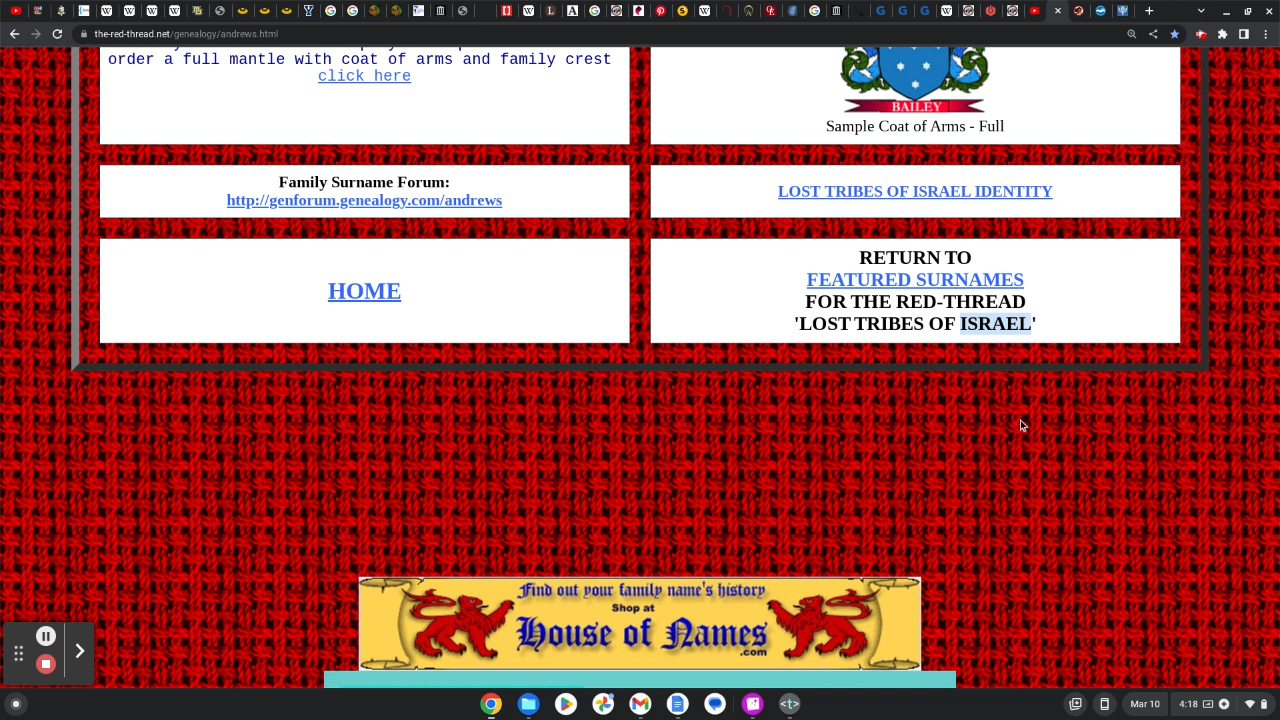 the-red-thread.net/genealogy/andrews.html
order a full mantle with coat of arms and family crest
click here
BAILEY
Sample Coat of Arms - Full
Family Surname Forum:
http://genforum.genealogy.com/andrews
LOST TRIBES OF ISRAEL IDENTITY
HOME
RETURN TO
FEATURED SURNAMES
FOR THE RED-THREAD
'LOST TRIBES OF ISRAEL'
Find out your family name's history
Shop at
House of Names
.com
Mar 10
4:18